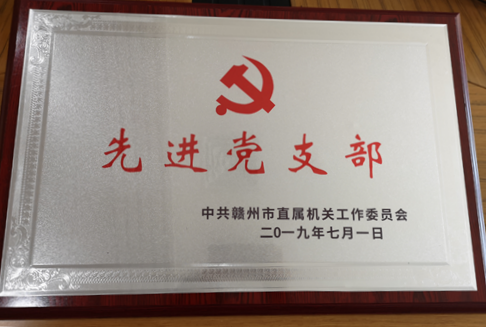 先进党支部
中共赣州市直属机关工作委员会
二0一九年七月一日